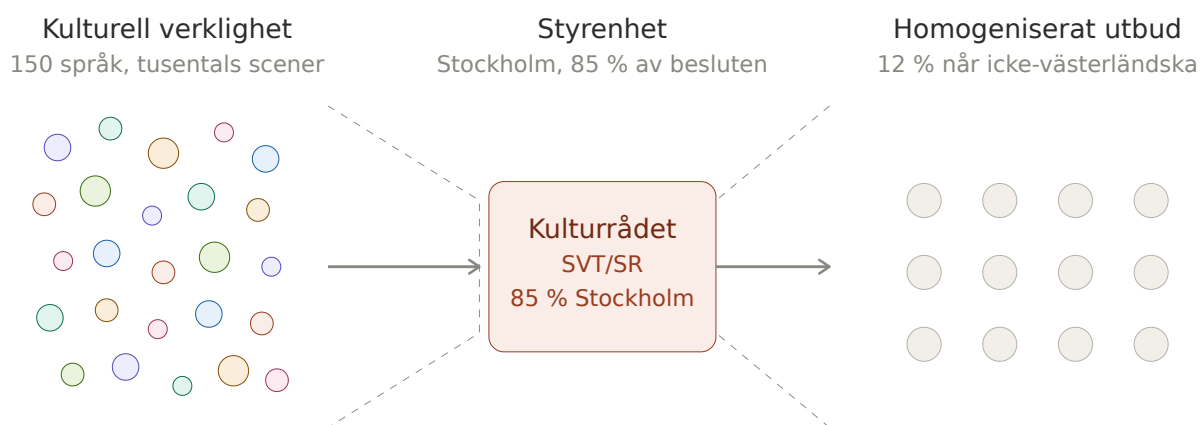 Kulturell verklighet
150 språk, tusentals scener
Styrenhet
Stockholm, 85 % av besluten
Homogeniserat utbud
12 % når icke-västerländska
Kulturrådet
SVT/SR
85 % Stockholm